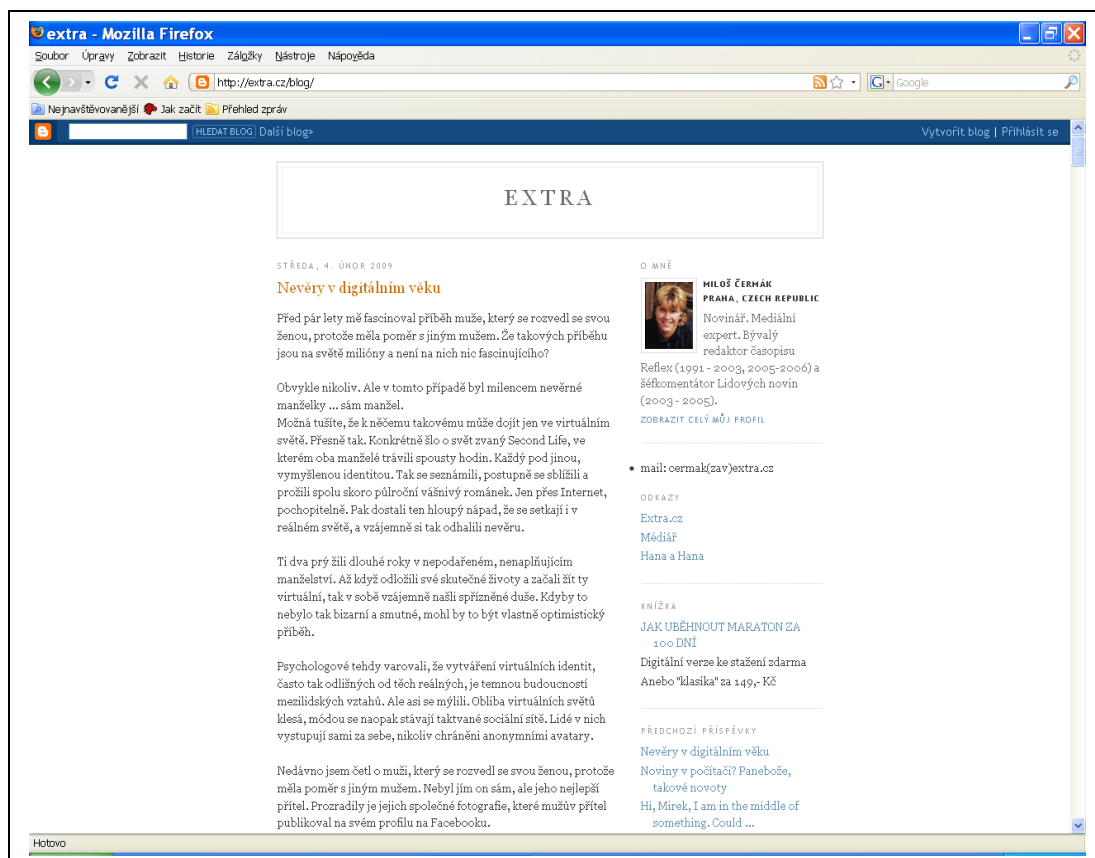 extra - Mozilla Firefox
Soubor Úpravy Zobrazit Historie Záložky Nástroje Nápověda
http://extra.cz/blog/
G Google
Nejnavštěvovanější Jak začít Přehled zpráv
HLEDAT BLOG Další blog»
Vytvořit blog | Přihlásit se
EXTRA
STŘEDA, 4. ÚNOR 2009
Nevěry v digitálním věku
Před pár lety mě fascinoval příběh muže, který se rozvedl se svou
ženou, protože měla poměr s jiným mužem. Že takových příběhu
jsou na světě milióny a není na nich nic fascinujícího?
Obvykle nikoliv. Ale v tomto případě byl milencem nevěrné
manželky ... sám manžel.
Možná tušíte, že k něčemu takovému může dojít jen ve virtuálním
světě. Přesně tak. Konkrétně šlo o svět zvaný Second Life, ve
kterém oba manželé trávili spousty hodin. Každý pod jinou,
vymyšlenou identitou. Tak se seznámili, postupně se sblížili a
prožili spolu skoro půlroční vášnivý románek. Jen přes Internet,
pochopitelně. Pak dostali ten hloupý nápad, že se setkají i v
reálném světě, a vzájemně si tak odhalili nevěru.
Ti dva prý žili dlouhé roky v nepodařeném, nenaplňujícím
manželství. Až když odložili své skutečné životy a začali žít ty
virtuální, tak v sobě vzájemně našli spřízněné duše. Kdyby to
nebylo tak bizarní a smutné, mohl by to být vlastně optimistický
příběh.
Psychologové tehdy varovali, že vytváření virtuálních identit,
často tak odlišných od těch reálných, je temnou budoucností
mezilidských vztahů. Ale asi se mýlili. Obliba virtuálních světů
klesá, módou se naopak stávají taktvané sociální sítě. Lidé v nich
vystupují sami za sebe, nikoliv chráněni anonymními avatary.
Nedávno jsem četl o muži, který se rozvedl se svou ženou, protože
měla poměr s jiným mužem. Nebyl jím on sám, ale jeho nejlepší
přítel. Prozradily je jejich společné fotografie, které mužův přítel
publikoval na svém profilu na Facebooku.
O MNĚ
MILOŠ ČERMÁK
PRAHA, CZECH REPUBLIC
Novinář. Mediální
expert. Bývalý
redaktor časopisu
Reflex (1991 - 2003, 2005-2006) a
šéfkomentátor Lidových novin
(2003 - 2005).
ZOBRAZIT CELÝ MŮJ PROFIL
mail: cermak(zav)extra.cz
ODKAZY
Extra.cz
Médiář
Hana a Hana
KNÍŽKA
JAK UBĚHNOUT MARATON ZA
100 DNÍ
Digitální verze ke stažení zdarma
Anebo "klasika" za 149,- Kč
PŘEDCHOZÍ PŘÍSPĚVKY
Nevěry v digitálním věku
Noviny v počítači? Panebože,
takové novoty
Hi, Mirek, I am in the middle of
something. Could ...
Hotovo